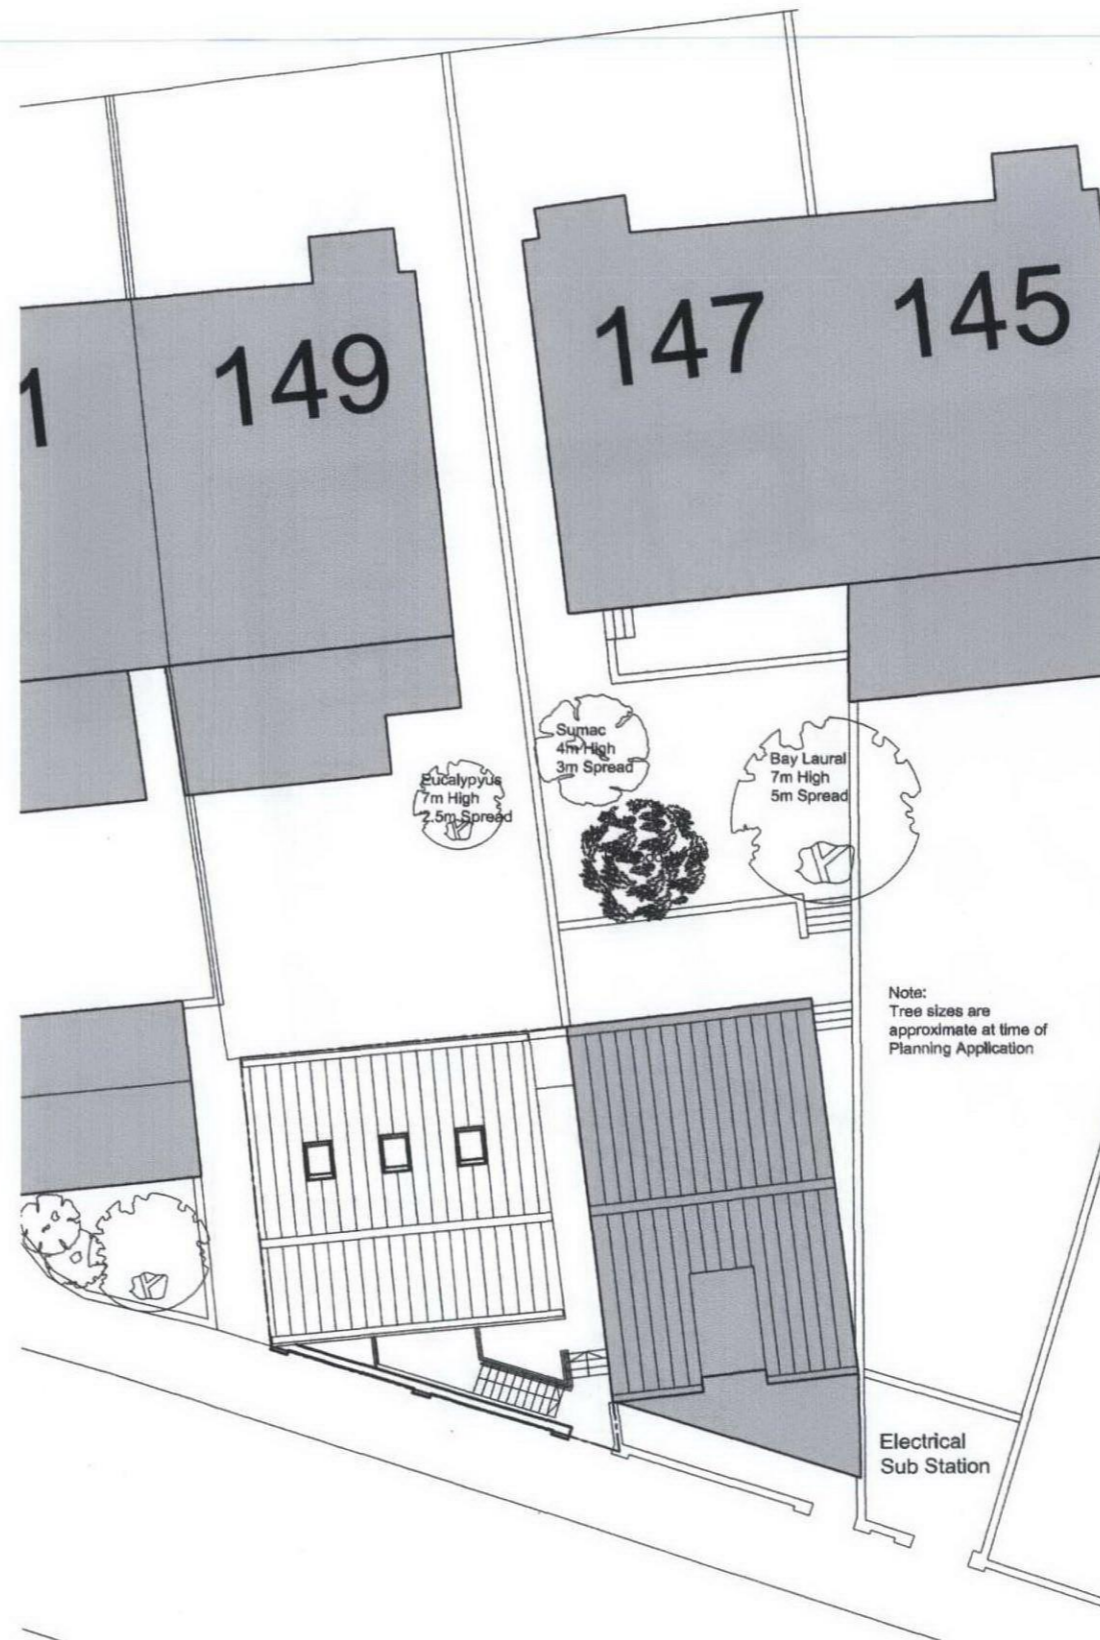 147
145
149
1
Sumac
4m High
3m Spread
Eucalypyus
7m High
2.5m Spread
Bay Laural
7m High
5m Spread
Note:
Tree sizes are
approximate at time of
Planning Application
Electrical
Sub Station